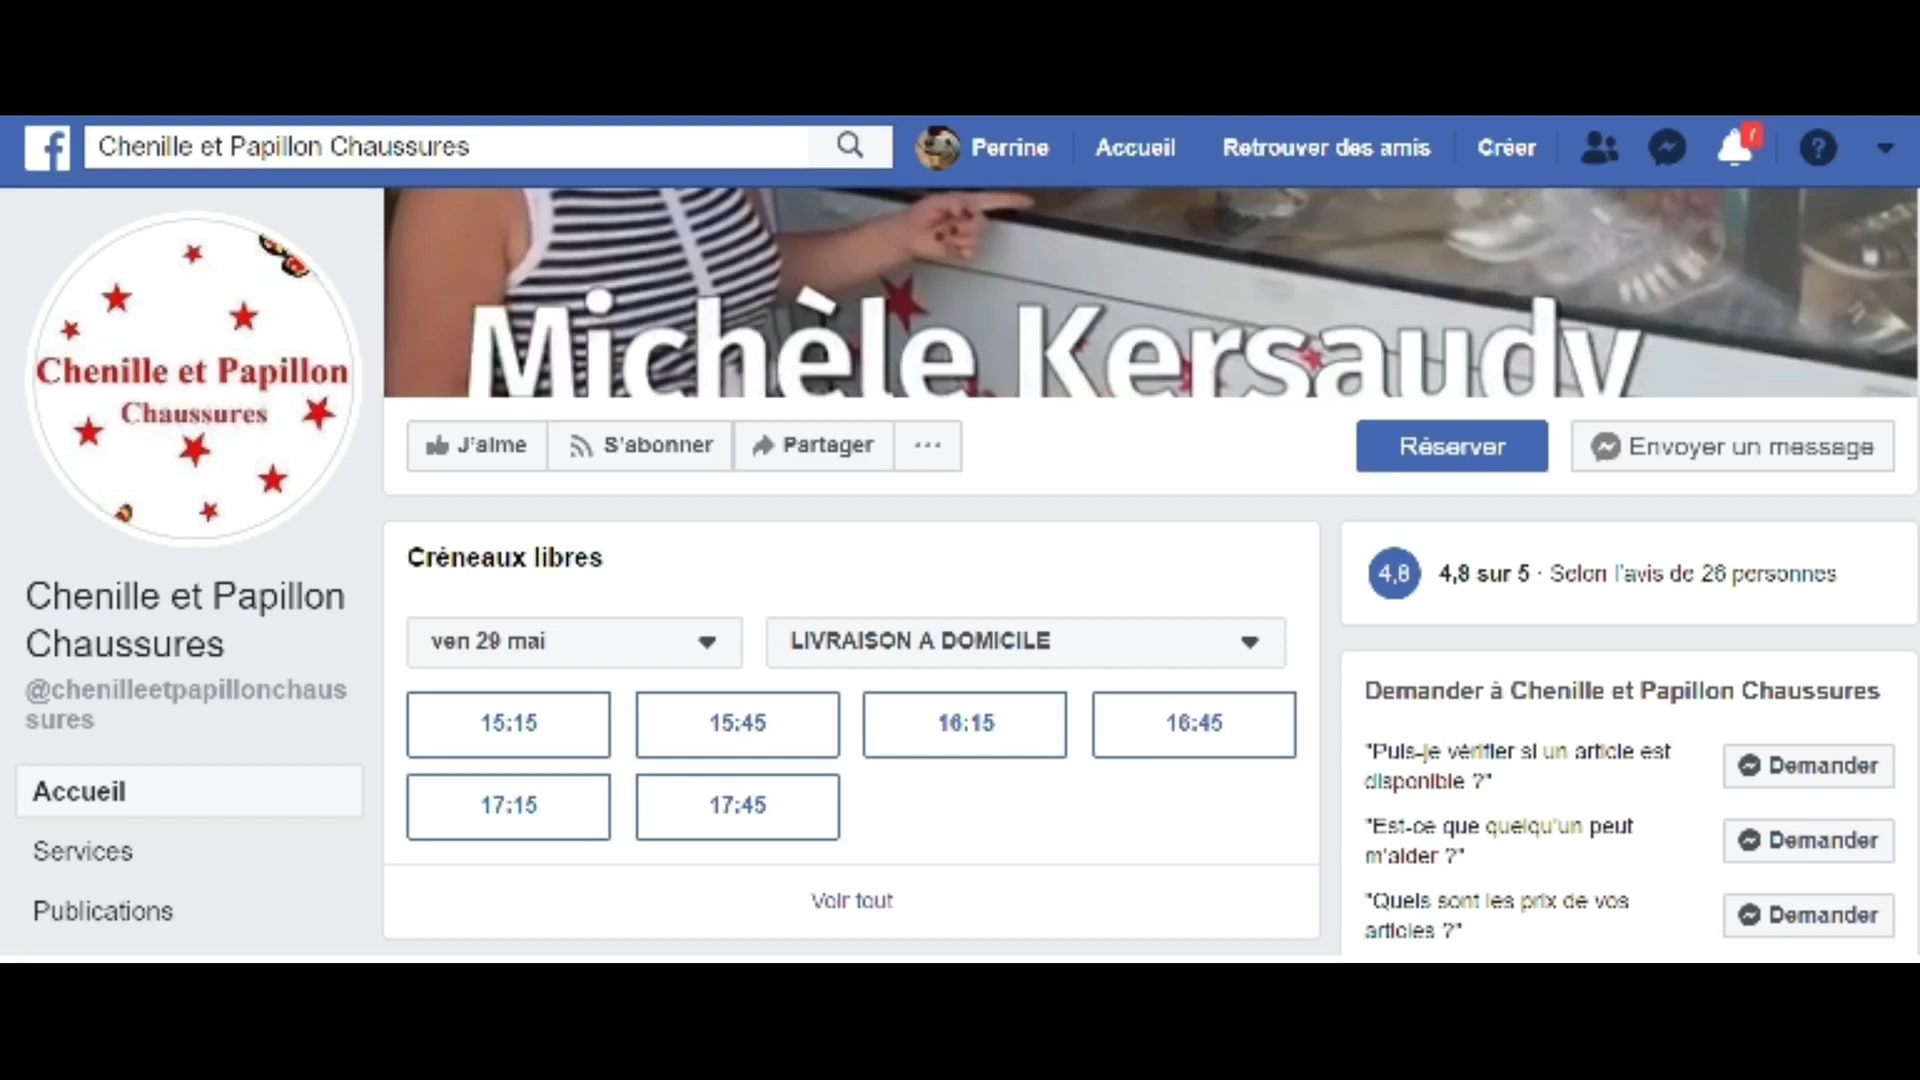 Chenille et Papillon Chaussures
Perrine
Accueil
Retrouver des amis
Créer
Chenille et Papillon
Chaussures
Michèle Kersaudy
J'aime
S'abonner
Partager
Réserver
Envoyer un message
Chenille et Papillon
Chaussures
@chenilleetpapillonchaus
sures
Accueil
Services
Publications
Créneaux libres
ven 29 mai
LIVRAISON A DOMICILE
15:15
15:45
16:15
16:45
17:15
17:45
Voir tout
4,8
4,8 sur 5 · Selon l'avis de 26 personnes
Demander à Chenille et Papillon Chaussures
"Puis-je vérifier si un article est
disponible ?"
Demander
"Est-ce que quelqu'un peut
m'aider ?"
Demander
"Quels sont les prix de vos
articles ?"
Demander